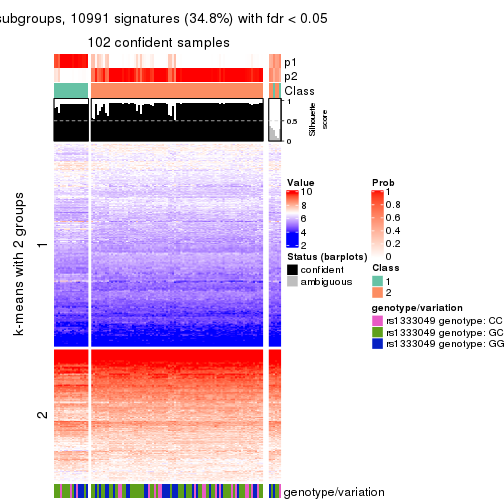 subgroups, 10991 signatures (34.8%) with fdr < 0.05
102 confident samples
p1
p2
Class
1
0.5
0
Silhouette
score
k-means with 2 groups
1
2
Value
10
8
6
4
2
Status (barplots)
confident
ambiguous
Prob
1
0.8
0.6
0.4
0.2
0
Class
1
2
genotype/variation
rs1333049 genotype: CC
rs1333049 genotype: GC
rs1333049 genotype: GG
genotype/variation